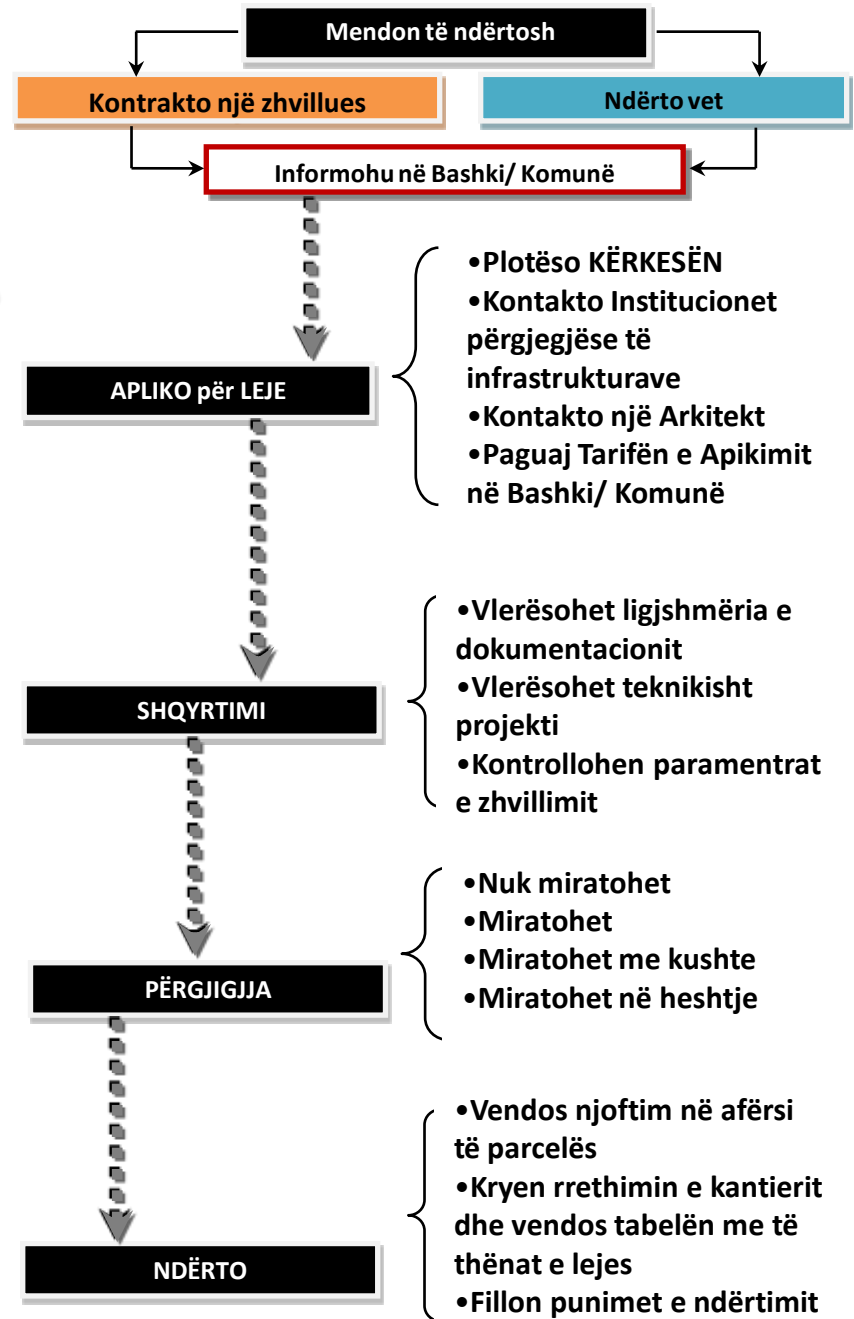 Mendon të ndërtosh
Kontrakto një zhvillues
Ndërto vet
Informohu në Bashki/ Komunë
APLIKO për LEJE
•Plotëso KËRKESËN
•Kontakto Institucionet
përgjegjëse të
infrastrukturave
•Kontakto një Arkitekt
•Paguaj Tarifën e Apikimit
në Bashki/ Komunë
SHQYRTIMI
•Vlerësohet ligjshmëria e
dokumentacionit
•Vlerësohet teknikisht
projekti
•Kontrollohen paramentrat
e zhvillimit
PËRGJIGJJA
•Nuk miratohet
•Miratohet
•Miratohet me kushte
•Miratohet në heshtje
NDËRTO
•Vendos njoftim në afërsi
të parcelës
•Kryen rrethimin e kantierit
dhe vendos tabelën me të
thënat e lejes
•Fillon punimet e ndërtimit